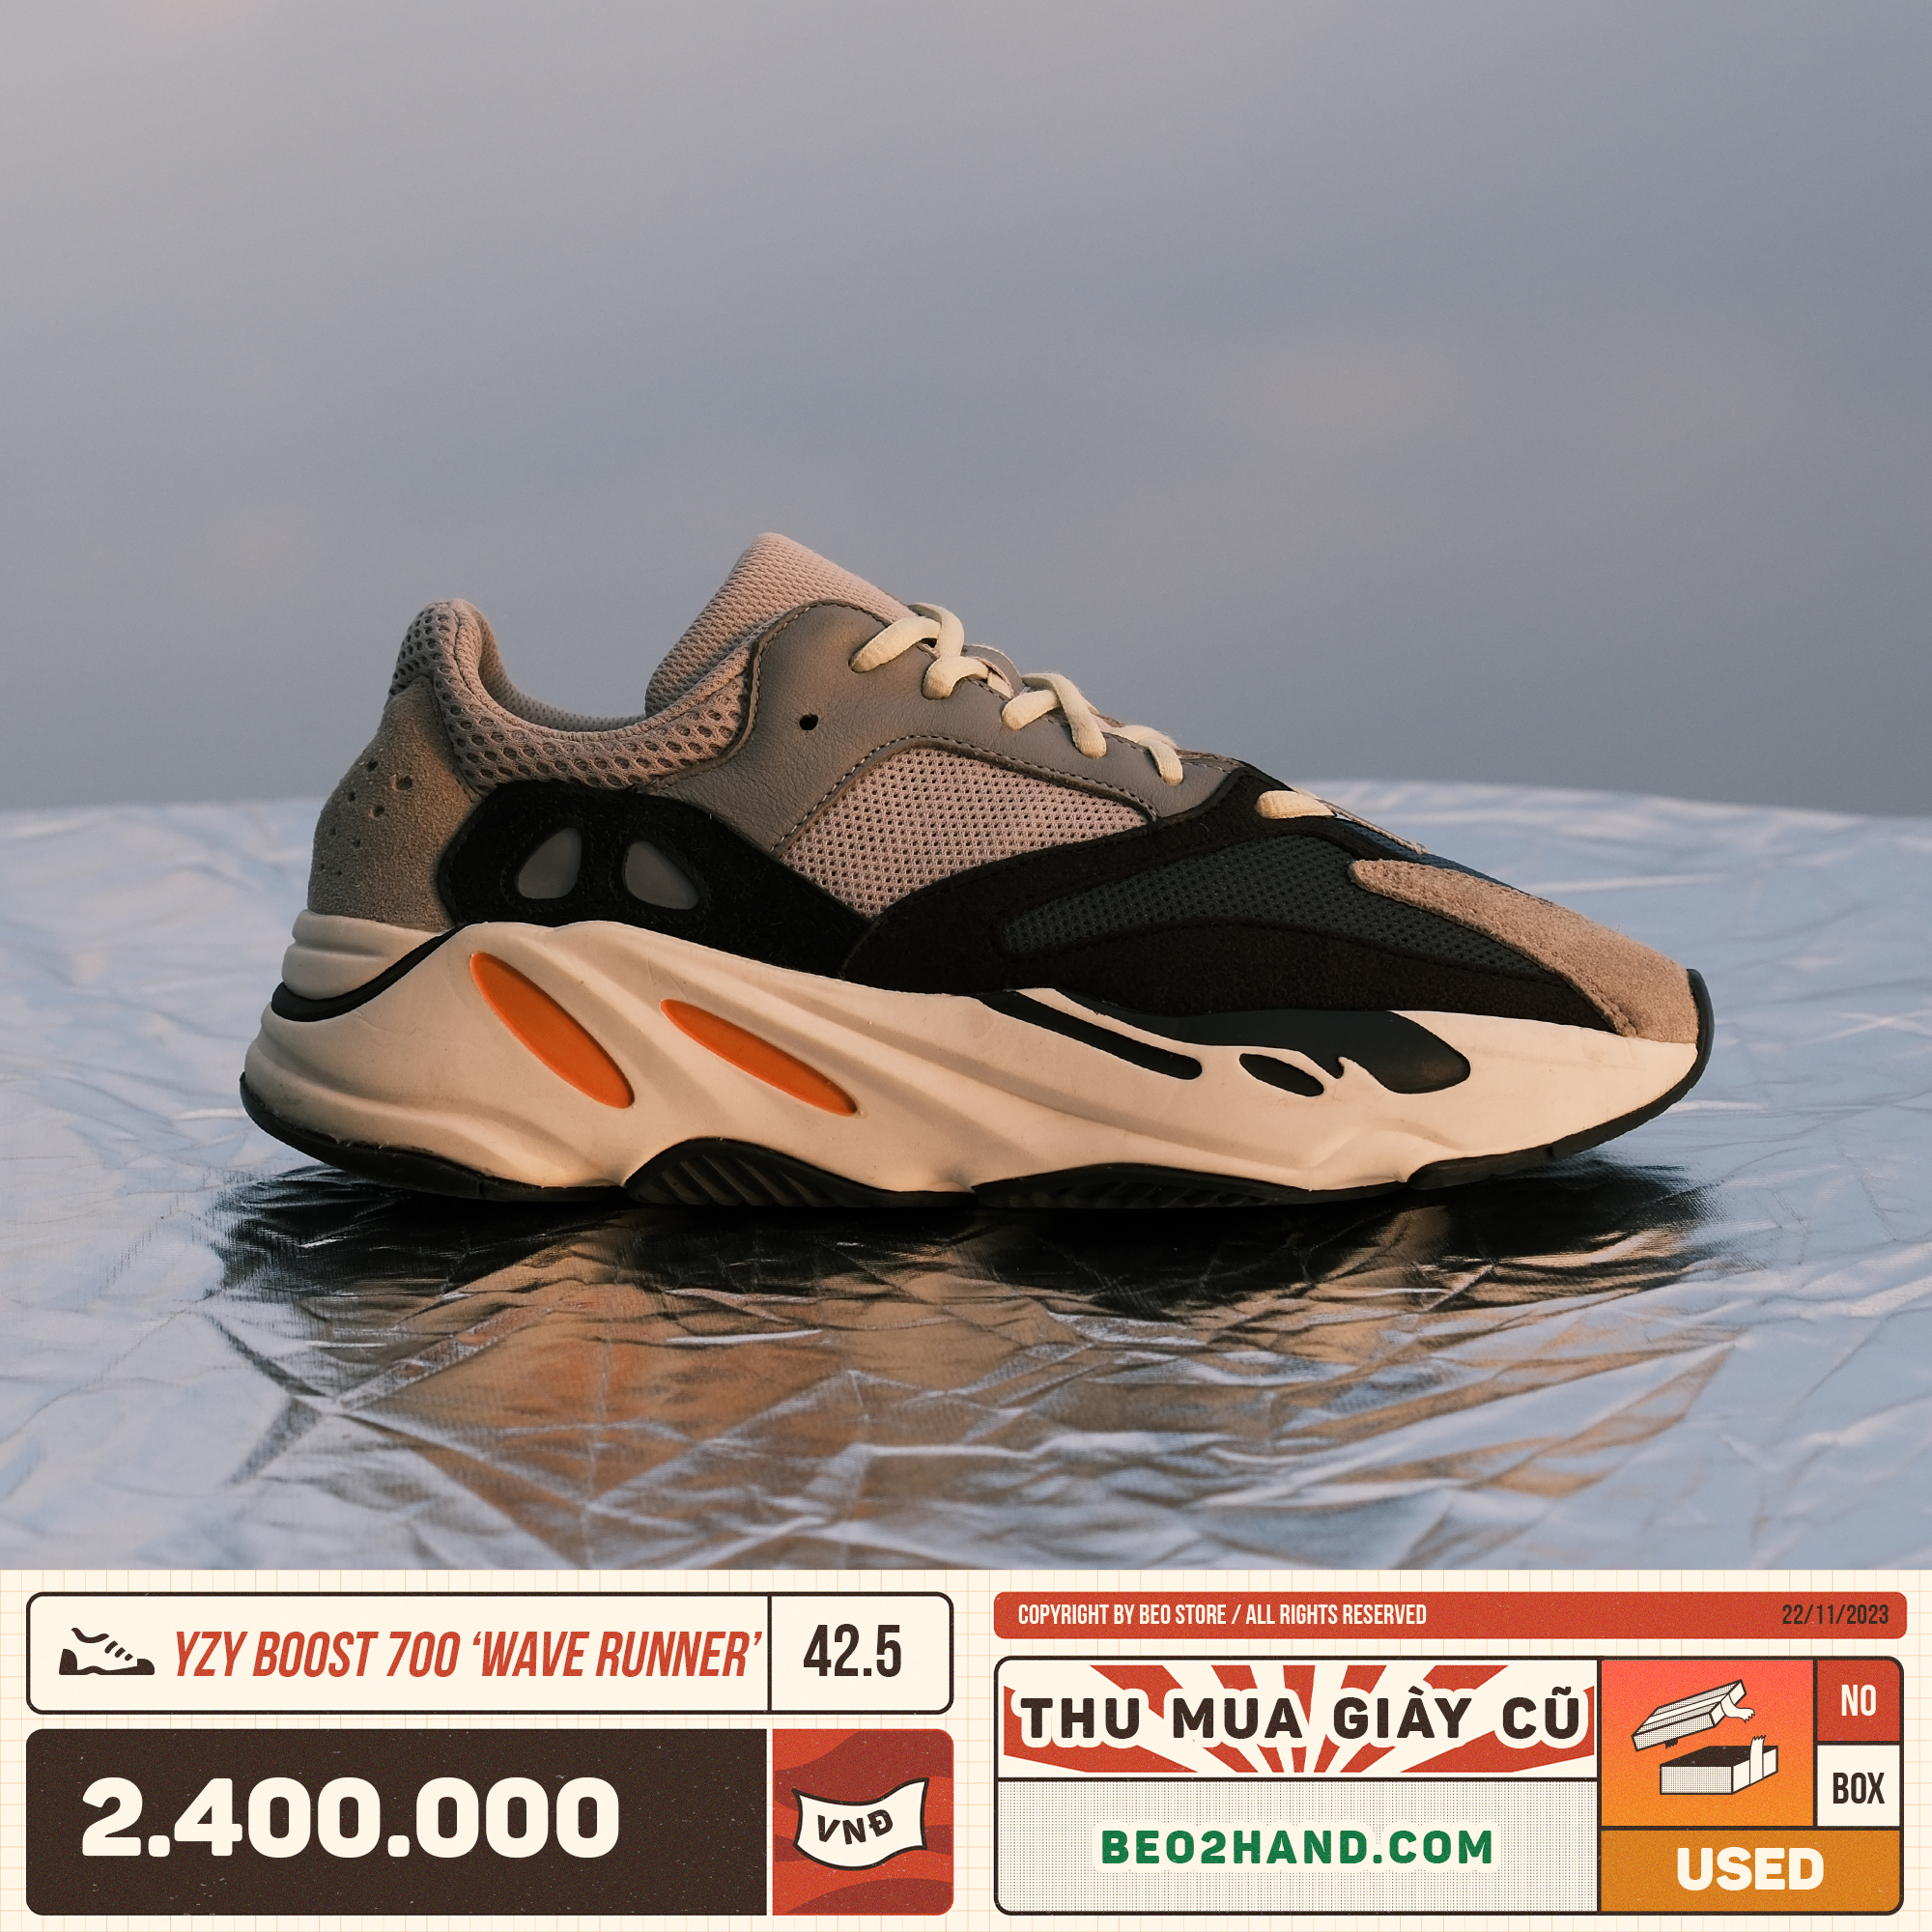 YZY BOOST 700 ‘WAVE RUNNER’
42.5
2.400.000
VNĐ
COPYRIGHT BY BEO STORE / ALL RIGHTS RESERVED
22/11/2023
THU MUA GIÀY CŨ
BEO2HAND.COM
NO
BOX
USED